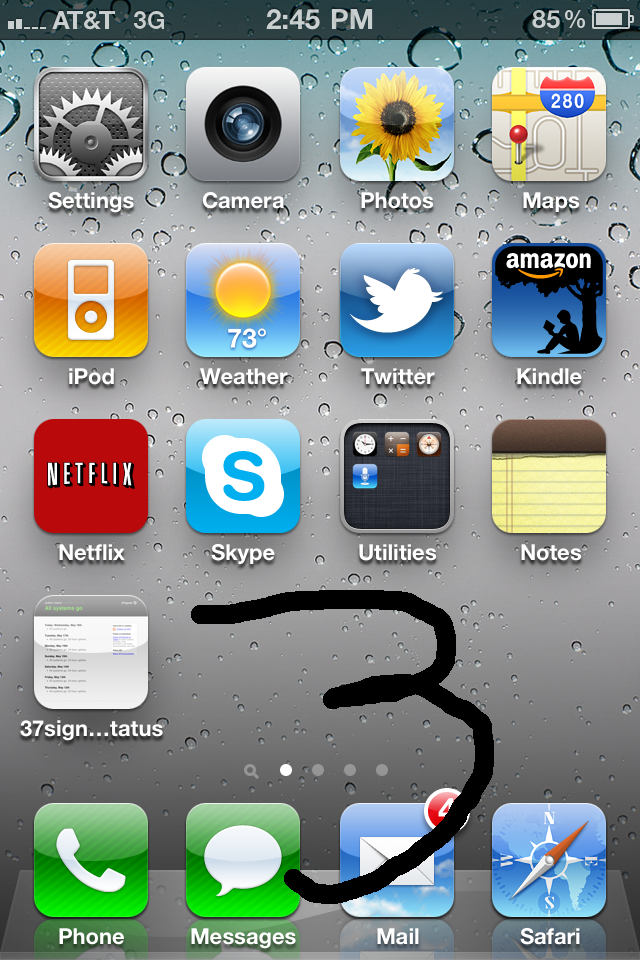 AT&T 3G 2:45 PM 85%
280
Settings Camera Photos Maps
73°
amazon
iPod Weather Twitter Kindle
NETFLIX
S
Netflix Skype Utilities Notes
All systems go
37sign...tatus
3
4
N
S
Phone Messages Mail Safari